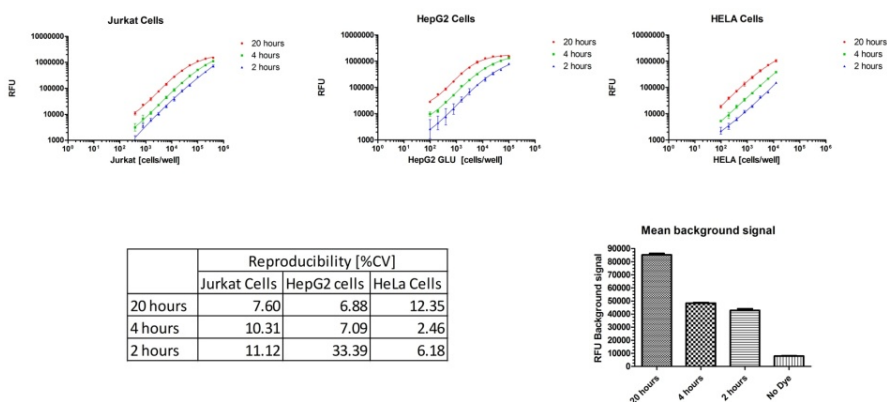 Jurkat Cells
10000000
1000000
100000
10000
1000
RFU
10⁰ 10¹ 10² 10³ 10⁴ 10⁵ 10⁶
Jurkat [cells/well]
20 hours
4 hours
2 hours
HepG2 Cells
10000000
1000000
100000
10000
1000
RFU
10⁰ 10¹ 10² 10³ 10⁴ 10⁵ 10⁶
HepG2 GLU [cells/well]
20 hours
4 hours
2 hours
HELA Cells
10000000
1000000
100000
10000
1000
RFU
10⁰ 10¹ 10² 10³ 10⁴ 10⁵ 10⁶
HELA [cells/well]
20 hours
4 hours
2 hours
Reproducibility [%CV]
Jurkat Cells HepG2 cells HeLa Cells
20 hours 7.60 6.88 12.35
4 hours 10.31 7.09 2.46
2 hours 11.12 33.39 6.18
Mean background signal
90000
80000
70000
60000
50000
40000
30000
20000
10000
0
RFU Background signal
20 hours
4 hours
2 hours
No Dye